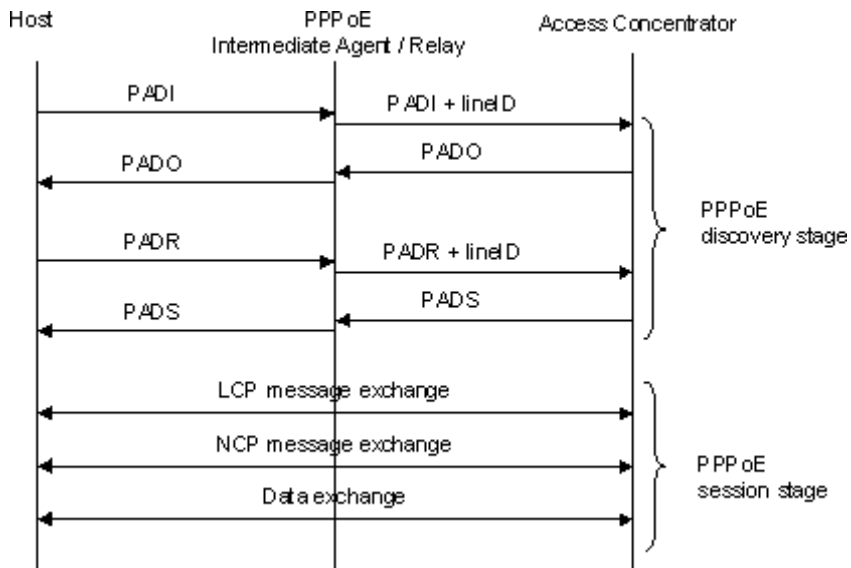 Host
PPPoE
Intermediate Agent / Relay
Access Concentrator
PADI
PADI + lineID
PADO
PADO
PPPoE
discovery stage
PADR
PADR + lineID
PADS
PADS
LCP message exchange
NCP message exchange
PPPoE
session stage
Data exchange